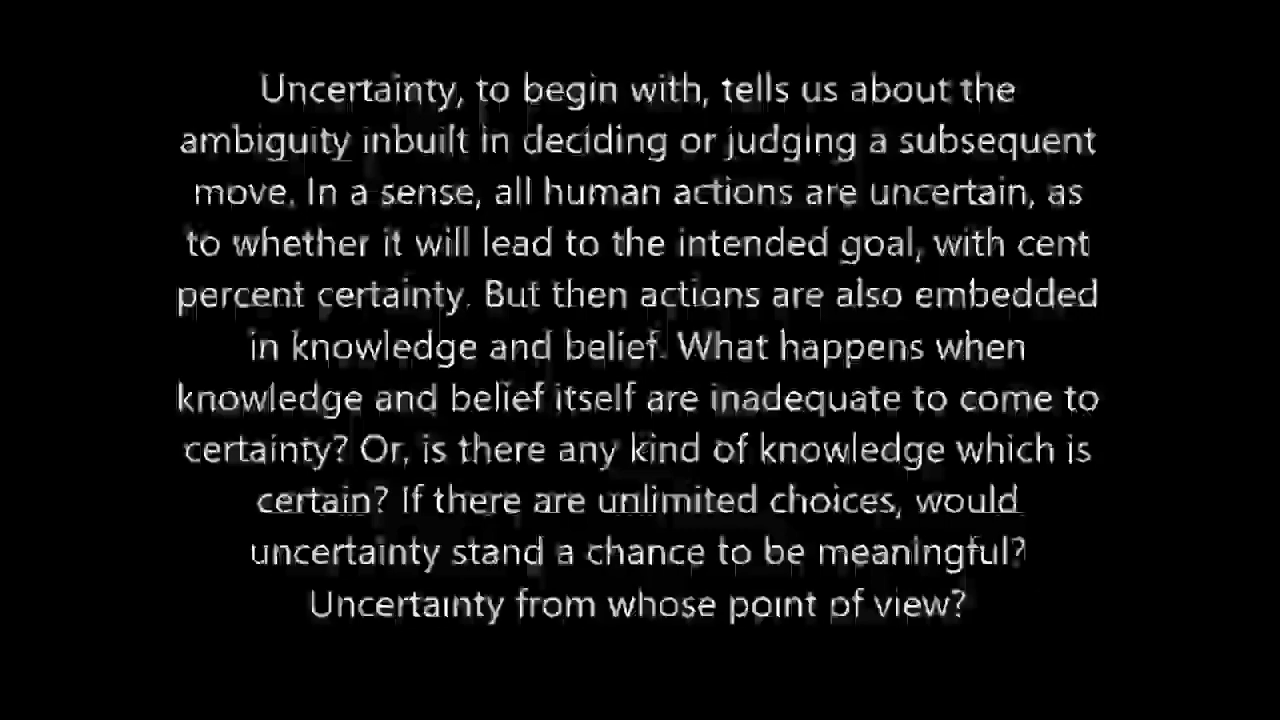 Uncertainty, to begin with, tells us about the
ambiguity inbuilt in deciding or judging a subsequent
move. In a sense, all human actions are uncertain, as
to whether it will lead to the intended goal, with cent
percent certainty. But then actions are also embedded
in knowledge and belief. What happens when
knowledge and belief itself are inadequate to come to
certainty? Or, is there any kind of knowledge which is
certain? If there are unlimited choices, would
uncertainty stand a chance to be meaningful?
Uncertainty from whose point of view?